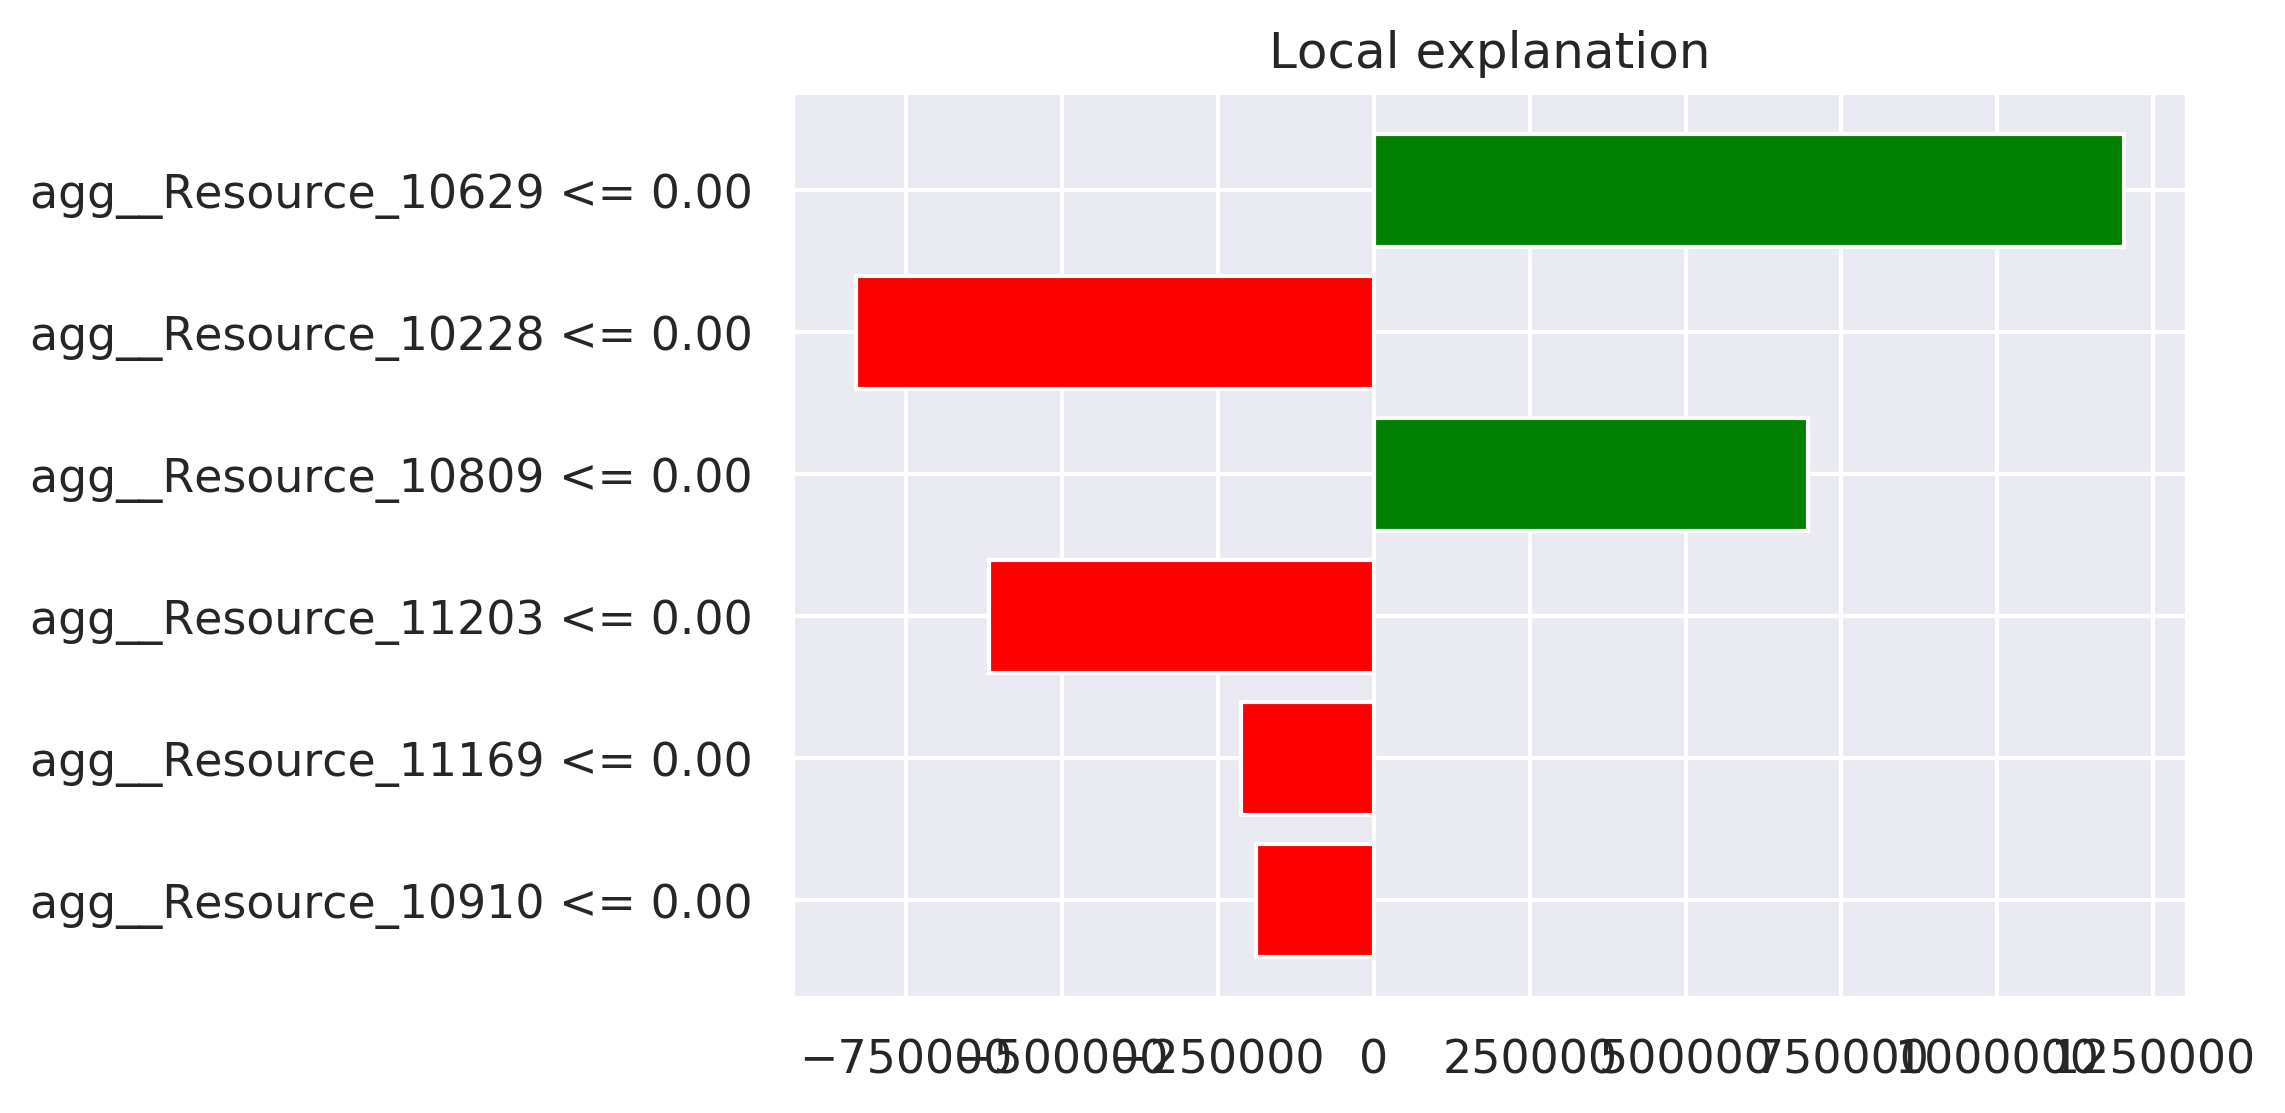 Local explanation
agg__Resource_10629 <= 0.00
agg__Resource_10228 <= 0.00
agg__Resource_10809 <= 0.00
agg__Resource_11203 <= 0.00
agg__Resource_11169 <= 0.00
agg__Resource_10910 <= 0.00
−750000 −500000 −250000 0 250000 500000 750000 1000000 1250000